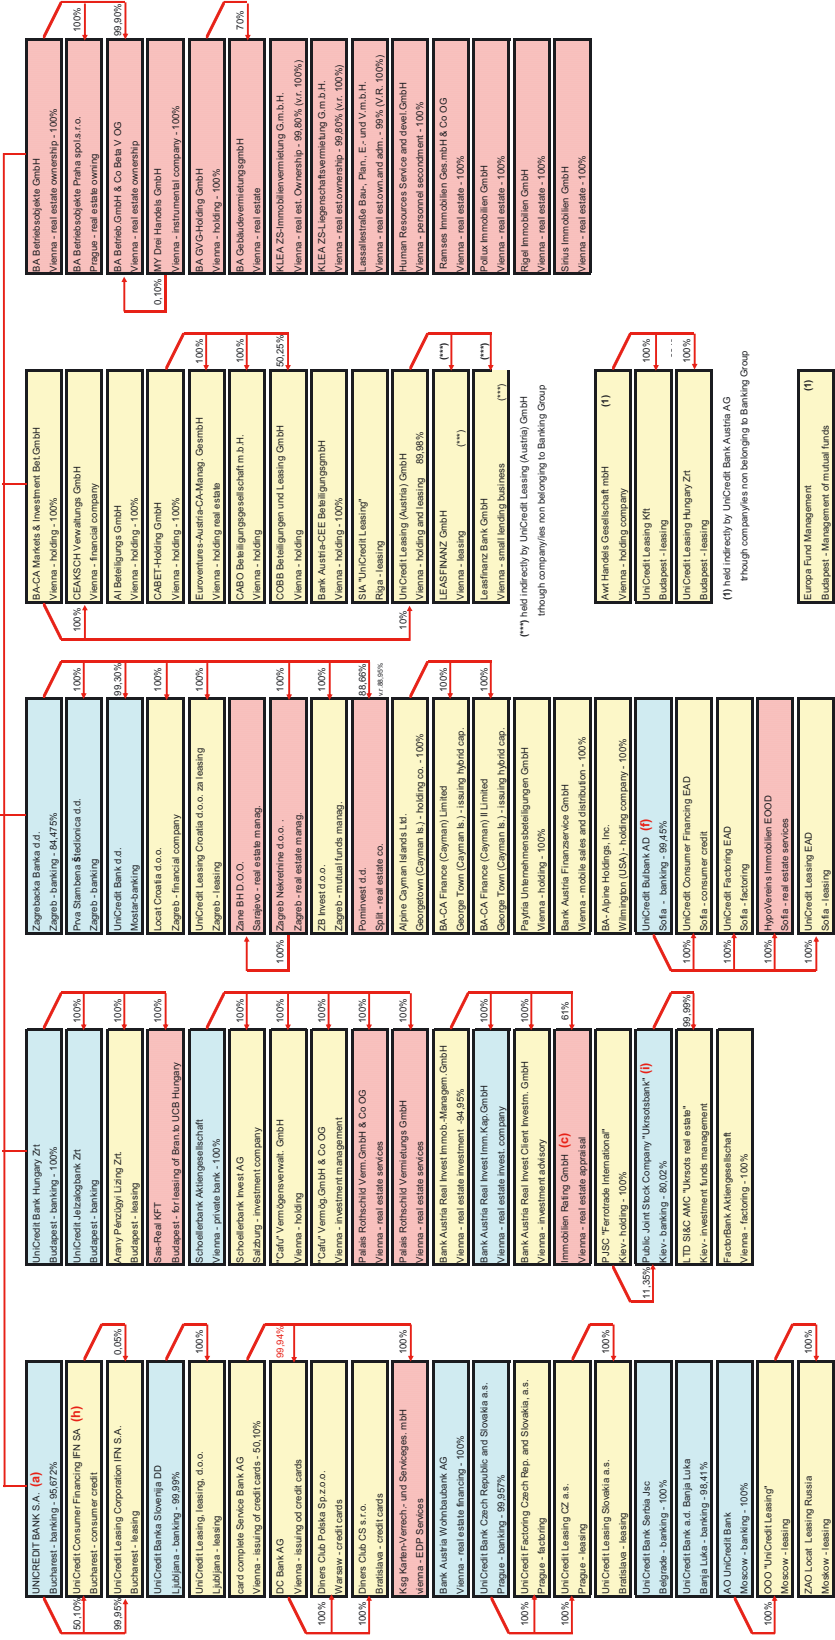 UNICREDIT BANK S.A. (a)
Bucharest - banking - 95,672%
50,10%
UniCredit Consumer Financing IFN SA (h)
Bucharest - consumer credit
0,05%
UniCredit Leasing Corporation IFN S.A.
Bucharest - leasing
99,95%
UniCredit Banka Slovenija DD
Ljubljana - banking - 99,99%
UniCredit Leasing, leasing, d.o.o.
Ljubljana - leasing
100%
card complete Service Bank AG
Vienna - issuing of credit cards - 50,10%
DC Bank AG
Vienna - issuing od credit cards
99,94%
Diners Club Polska Sp.z.o.o.
Warsaw - credit cards
100%
Diners Club CS s.r.o.
Bratislava - credit cards
100%
Ksg Karten-Verrech.- und Serviceges. mbH
vienna - EDP Services
100%
Bank Austria Wohnbaubank AG
Vienna - real estate financing - 100%
UniCredit Bank Czech Republic and Slovakia a.s.
Prague - banking - 99,957%
UniCredit Factoring Czech Rep. and Slovakia, a.s.
Prague - factoring
100%
UniCredit Leasing CZ a.s.
Prague - leasing
100%
UniCredit Leasing Slovakia a.s.
Bratislava - leasing
100%
UniCredit Bank Serbia Jsc
Belgrade - banking - 100%
UniCredit Bank a.d. Banja Luka
Banja Luka - banking - 98,41%
AO UniCredit Bank
Moscow - banking - 100%
OOO "UniCredit Leasing"
Moscow - leasing
100%
ZAO Locat Leasing Russia
Moskow - leasing
100%
UniCredit Bank Hungary Zrt
Budapest - banking - 100%
UniCredit Jelzalogbank Zrt
Budapest - banking
100%
Arany Pénzügyi Lizing Zrt.
Budapest - leasing
100%
Sas-Real KFT
Budapest - for leasing of Bran.to UCB Hungary
100%
Schoellerbank Aktiengesellschaft
Vienna - private bank - 100%
Schoellerbank Invest AG
Salzburg - investment company
100%
"Cafu" Vermögensverwalt. GmbH
Vienna - holding
100%
"Cafu" Vermög.GmbH & Co OG
Vienna - investment management
100%
Palais Rothschild Verm.GmbH & Co OG
Vienna - real estate services
100%
Palais Rothschild Vermietungs GmbH
Vienna - real estate services
100%
Bank Austria Real Invest Immob.-Managem.GmbH
Vienna - real estate investment -94,95%
Bank Austria Real Invest Imm.Kap.GmbH
Vienna - real estate invest. company
100%
Bank Austria Real Invest Client Investm. GmbH
Vienna - investment advisory
100%
Immobilien Rating GmbH (c)
Vienna - real estate appraisal
61%
PJSC "Ferrotrade International"
Kiev - holding - 100%
Public Joint Stock Company "Ukrsotsbank" (i)
Kiev - banking - 80,02%
11,35%
LTD SI&C AMC "Ukrsots real estate"
Kiev - investment funds management
99,99%
FactorBank Aktiengesellschaft
Vienna - factoring - 100%
Zagrebacka Banka d.d.
Zagreb - banking - 84,475%
Prva Stambena Štedionica d.d.
Zagreb - banking
100%
UniCredit Bank d.d.
Mostar-banking
99,30%
Locat Croatia d.o.o.
Zagreb - financial company
100%
UniCredit Leasing Croatia d.o.o. za leasing
Zagreb - leasing
100%
Zane BH D.O.O.
Sarajevo - real estate manag.
100%
Zagreb Nekretnine d.o.o. .
Zagreb - real estate manag.
100%
ZB Invest d.o.o.
Zagreb - mutual funds manag.
100%
Pominvest d.d.
Split - real estate co.
88,66%
v.r. 88,95%
Alpine Cayman Islands Ltd.
Georgetown (Cayman Is.) - holding co. - 100%
BA-CA Finance (Cayman) Limited
George Town (Cayman Is.) - issuing hybrid cap.
100%
BA-CA Finance (Cayman) II Limited
George Town (Cayman Is.) - issuing hybrid cap.
100%
Paytria Unternehmensbeteiligungen GmbH
Vienna - holding - 100%
Bank Austria Finanzservice GmbH
Vienna - mobile sales and distribution - 100%
BA- Alpine Holdings, Inc.
Wilmington (USA) - holding company - 100%
UniCredit Bulbank AD (f)
Sofia - banking - 99,45%
UniCredit Consumer Financing EAD
Sofia - consumer credit
100%
UniCredit Factoring EAD
Sofia - factoring
100%
HypoVereins Immobilien EOOD
Sofia - real estate services
100%
UniCredit Leasing EAD
Sofia - leasing
100%
BA-CA Markets & Investment Bet.GmbH
Vienna - holding - 100%
CEAKSCH Verwaltungs GmbH
Vienna - financial company
100%
AI Beteiligungs GmbH
Vienna - holding - 100%
CABET-Holding GmbH
Vienna - holding - 100%
Euroventures-Austria-CA-Manag. GesmbH
Vienna - holding real estate
100%
CABO Beteiligungsgesellschaft m.b.H.
Vienna - holding
100%
COBB Beteiligungen und Leasing GmbH
Vienna - holding
50,25%
Bank Austria-CEE BeteiligungsgmbH
Vienna - holding - 100%
SIA "UniCredit Leasing"
Riga - leasing
UniCredit Leasing (Austria) GmbH
Vienna - holding and leasing 89,98%
10%
LEASFINANZ GmbH
Vienna - leasing (***)
(***)
Leasfinanz Bank GmbH
Vienna - small lending business (***)
(***)
(***) held indirectly by UniCredit Leasing (Austria) GmbH
trhough company/ies non belonging to Banking Group
Awt Handels Gesellschaft mbH (1)
Vienna - holding company
UniCredit Leasing Kft
Budapest - leasing
100%
UniCredit Leasing Hungary Zrt
Budapest - leasing
100%
(1) held indirectly by UniCredit Bank Austria AG
trhough company/ies non belonging to Banking Group
Europa Fund Management (1)
Budapest - Management of mutual funds
BA Betriebsobjekte GmbH
Vienna - real estate ownership - 100%
BA Betriebsobjekte Praha spol.s.r.o.
Prague - real estate owning
100%
BA Betrieb.GmbH & Co Beta V OG
Vienna - real estate ownership
99,90%
MY Drei Handels GmbH
Vienna - instrumental company - 100%
0,10%
BA GVG-Holding GmbH
Vienna - holding - 100%
BA GebäudevermietungsgmbH
Vienna - real estate
70%
KLEA ZS-Immobilienvermietung G.m.b.H.
Vienna - real est. Ownership - 99,80% (v.r. 100%)
KLEA ZS-Liegenschaftsvermietung G.m.b.H.
Vienna - real est.ownership - 99,80% (v.r. 100%)
Lassallestraße Bau-, Plan., E.- und V.m.b.H.
Vienna - real est.own.and adm. - 99% (V.R. 100%)
Human Resources Service and devel.GmbH
Vienna - personnel secondment - 100%
Ramses Immobilien Ges.mbH & Co OG
Vienna - real estate - 100%
Pollux Immobilien GmbH
Vienna - real estate - 100%
Rigel Immobilien GmbH
Vienna - real estate - 100%
Sirius Immobilien GmbH
Vienna - real estate - 100%